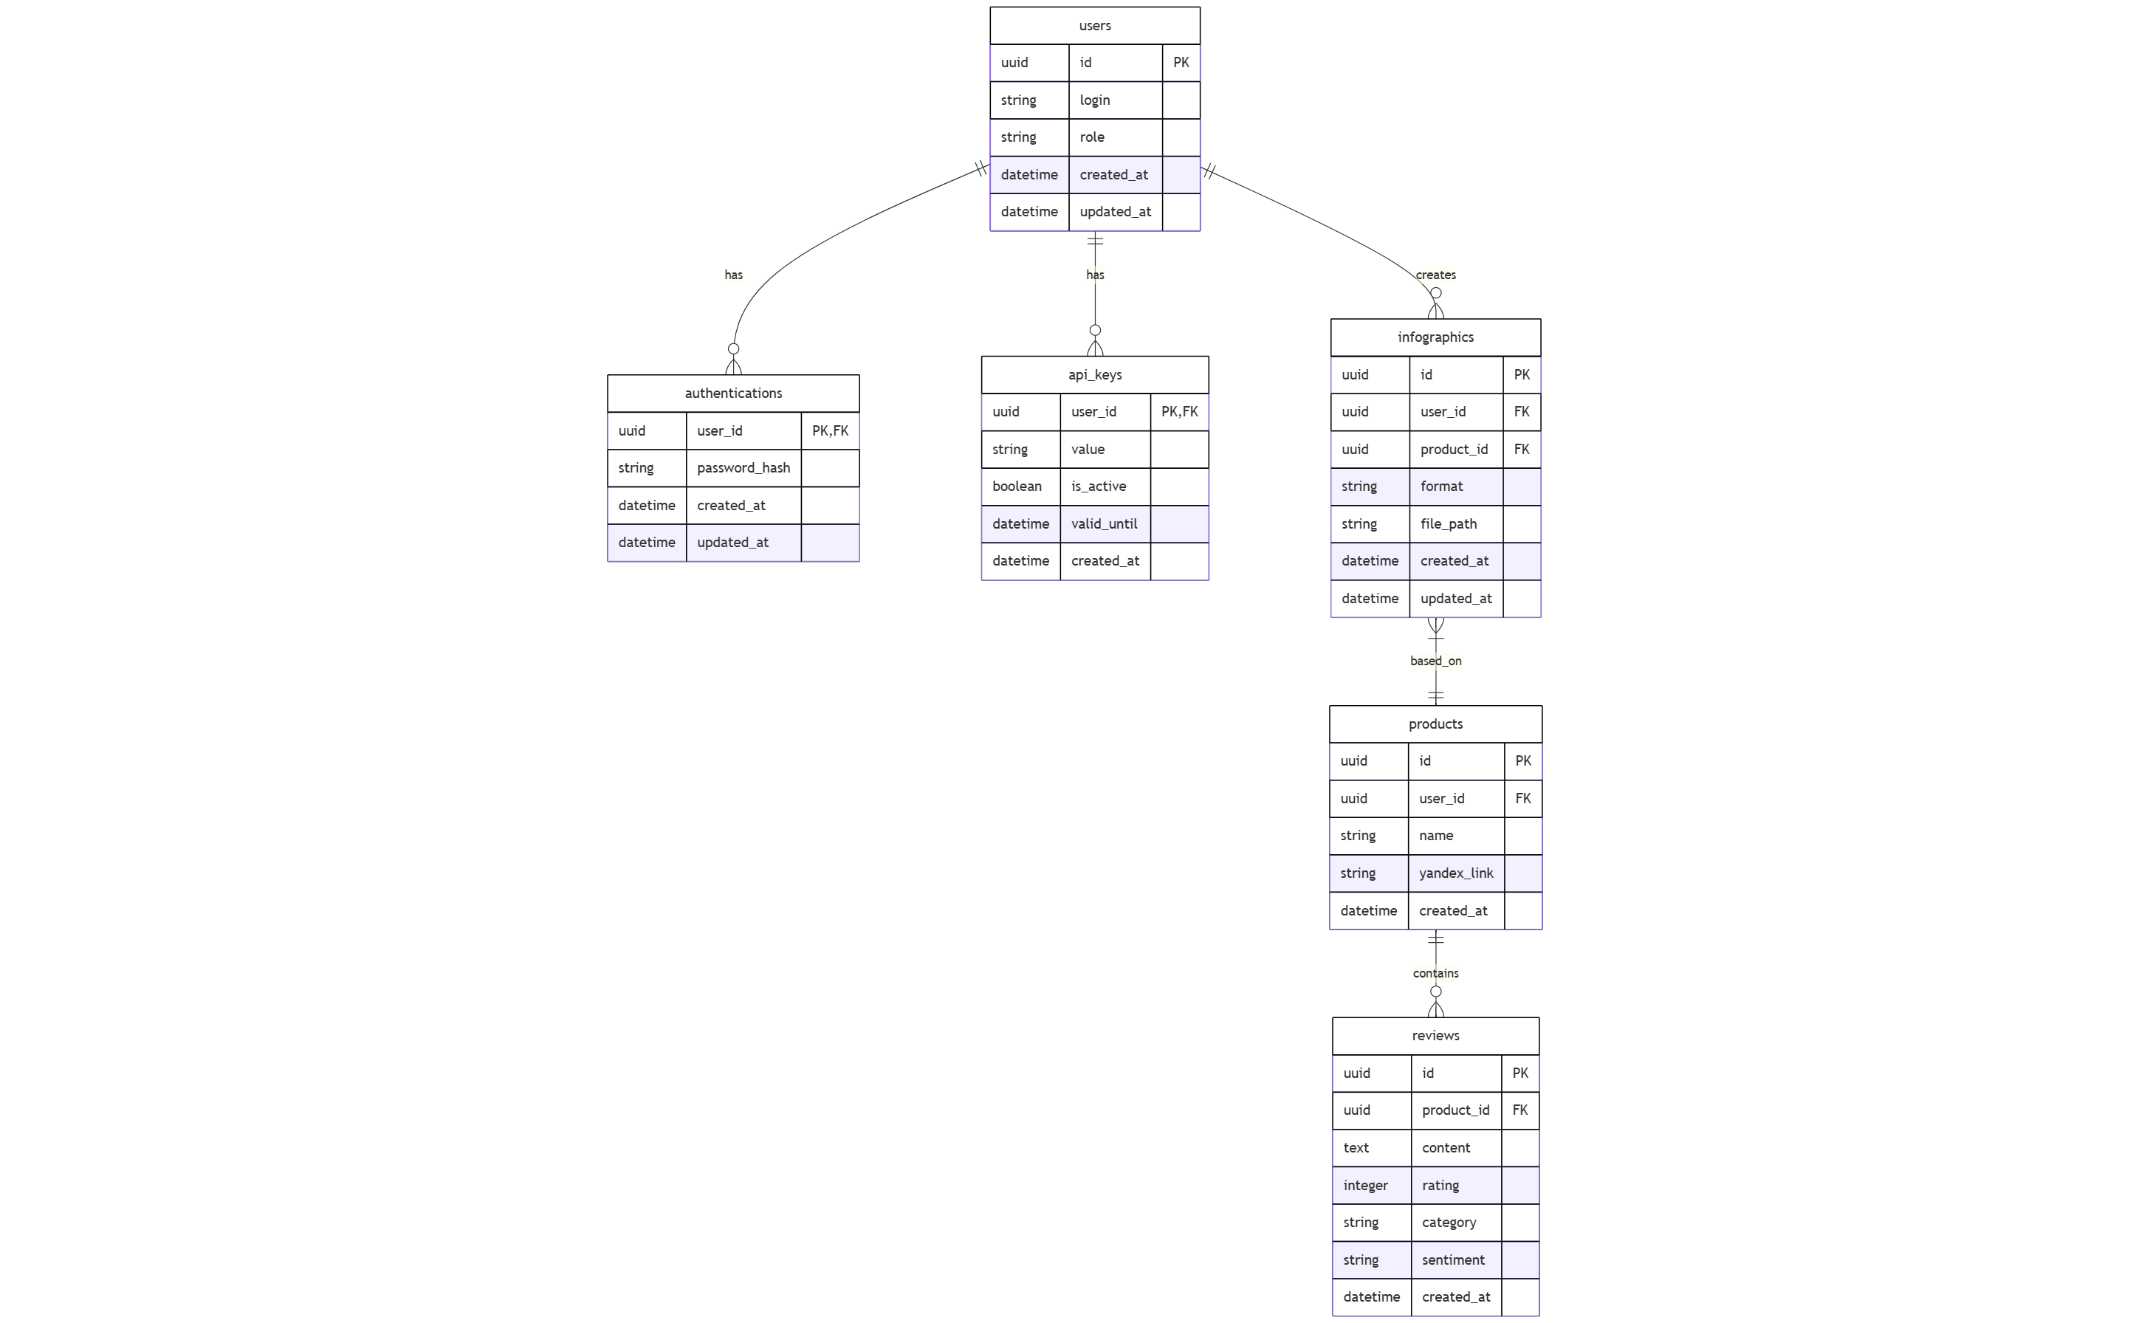 users
uuid id PK
string login
string role
datetime created_at
datetime updated_at
has
has
creates
authentications
uuid user_id PK,FK
string password_hash
datetime created_at
datetime updated_at
api_keys
uuid user_id PK,FK
string value
boolean is_active
datetime valid_until
datetime created_at
infographics
uuid id PK
uuid user_id FK
uuid product_id FK
string format
string file_path
datetime created_at
datetime updated_at
based_on
products
uuid id PK
uuid user_id FK
string name
string yandex_link
datetime created_at
contains
reviews
uuid id PK
uuid product_id FK
text content
integer rating
string category
string sentiment
datetime created_at